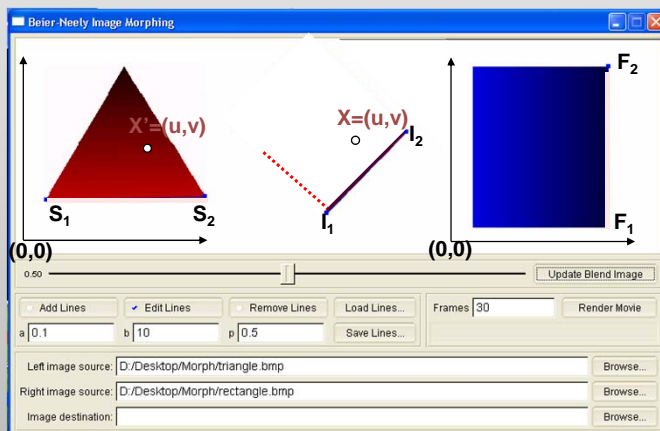 Beier-Neely Image Morphing
X'=(u,v)
X=(u,v)
F2
I2
S1 S2
I1
F1
(0,0)
(0,0)
0.50
Update Blend Image
Add Lines Edit Lines Remove Lines Load Lines... Frames 30 Render Movie
a 0.1 b 10 p 0.5 Save Lines...
Left image source: D:/Desktop/Morph/triangle.bmp Browse...
Right image source: D:/Desktop/Morph/rectangle.bmp Browse...
Image destination: Browse...